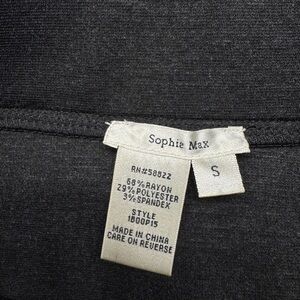 Sophie Max
S
RN#58822
68%RAYON
29%POLYESTER
3%SPANDEX
STYLE
1800P15
MADE IN CHINA
CARE ON REVERSE